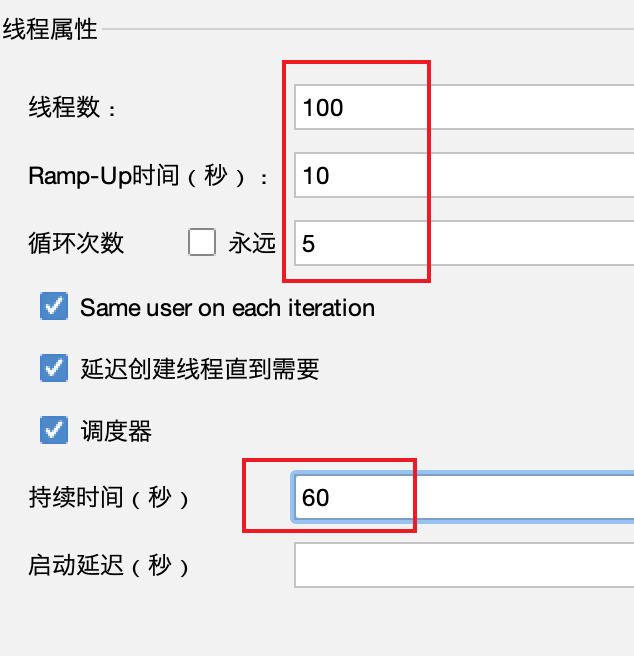 线程属性
线程数： 100
Ramp-Up时间（秒）： 10
循环次数 永远 5
Same user on each iteration
延迟创建线程直到需要
调度器
持续时间（秒） 60
启动延迟（秒）